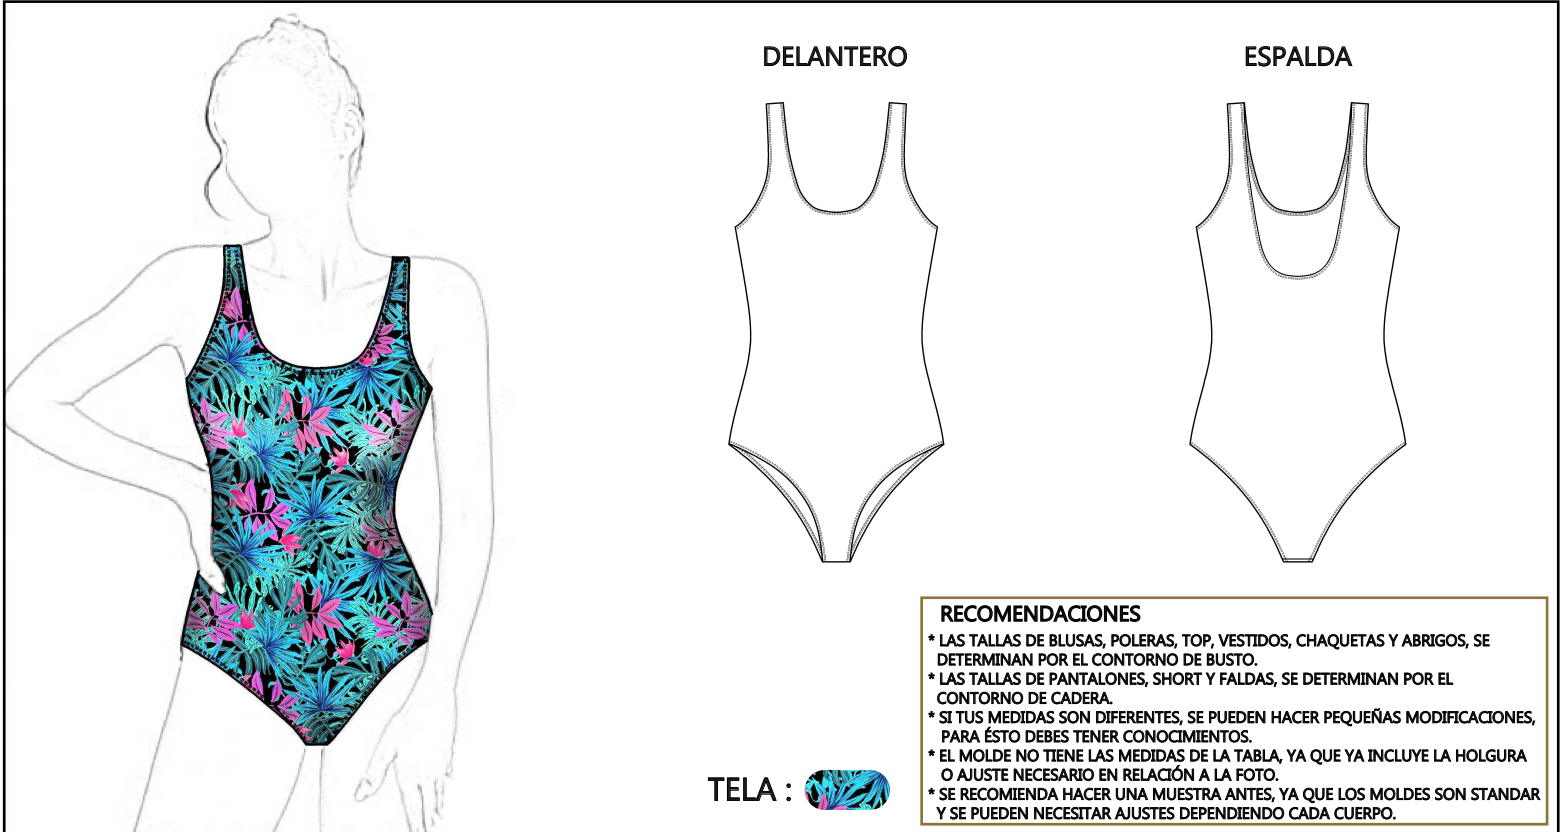 DELANTERO
ESPALDA
RECOMENDACIONES
* LAS TALLAS DE BLUSAS, POLERAS, TOP, VESTIDOS, CHAQUETAS Y ABRIGOS, SE
DETERMINAN POR EL CONTORNO DE BUSTO.
* LAS TALLAS DE PANTALONES, SHORT Y FALDAS, SE DETERMINAN POR EL
CONTORNO DE CADERA.
* SI TUS MEDIDAS SON DIFERENTES, SE PUEDEN HACER PEQUEÑAS MODIFICACIONES,
PARA ÉSTO DEBES TENER CONOCIMIENTOS.
* EL MOLDE NO TIENE LAS MEDIDAS DE LA TABLA, YA QUE YA INCLUYE LA HOLGURA
O AJUSTE NECESARIO EN RELACIÓN A LA FOTO.
* SE RECOMIENDA HACER UNA MUESTRA ANTES, YA QUE LOS MOLDES SON STANDAR
Y SE PUEDEN NECESITAR AJUSTES DEPENDIENDO CADA CUERPO.
TELA :